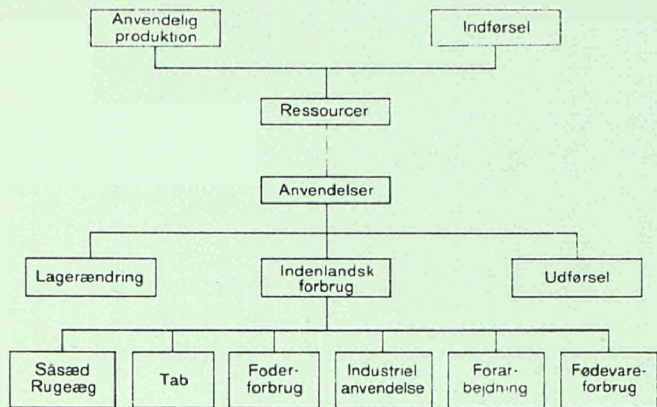 Anvendelig
produktion
Indførsel
Ressourcer
Anvendelser
Lagerændring
Indenlandsk
forbrug
Udførsel
Såsæd
Rugeæg
Tab
Foder-
forbrug
Industriel
anvendelse
Forar-
bejdning
Fødevare-
forbrug